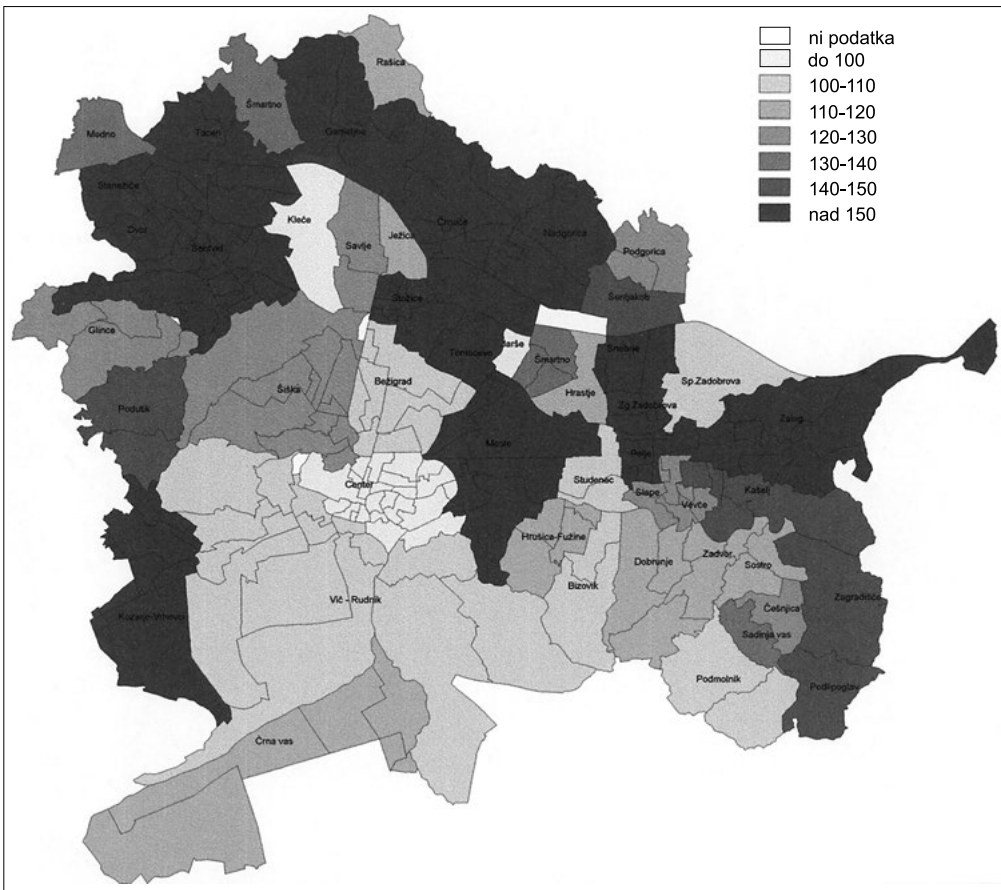 ni podatka
do 100
100-110
110-120
120-130
130-140
140-150
nad 150
Rašica
Šmartno
Gameljne
Medno
Tacen
Stanežiče
Dvor
Šentvid
Kleče
Savlje
Ježica
Črnuče
Nadgorica
Podgorica
Šentjakob
Stožice
Glince
Tomačevo
Jarše
Šmartno
Snebrje
Šiška
Bežigrad
Hrastje
Sp.Zadobrova
Podutik
Zg.Zadobrova
Zalog
Moste
Polje
Center
Studenec
Slape
Vevče
Kašelj
Hrušica-Fužine
Dobrunje
Zadvor
Sostro
Bizovik
Vič - Rudnik
Češnjica
Zagradišče
Sadinja vas
Podmolnik
Podlipoglav
Črna vas